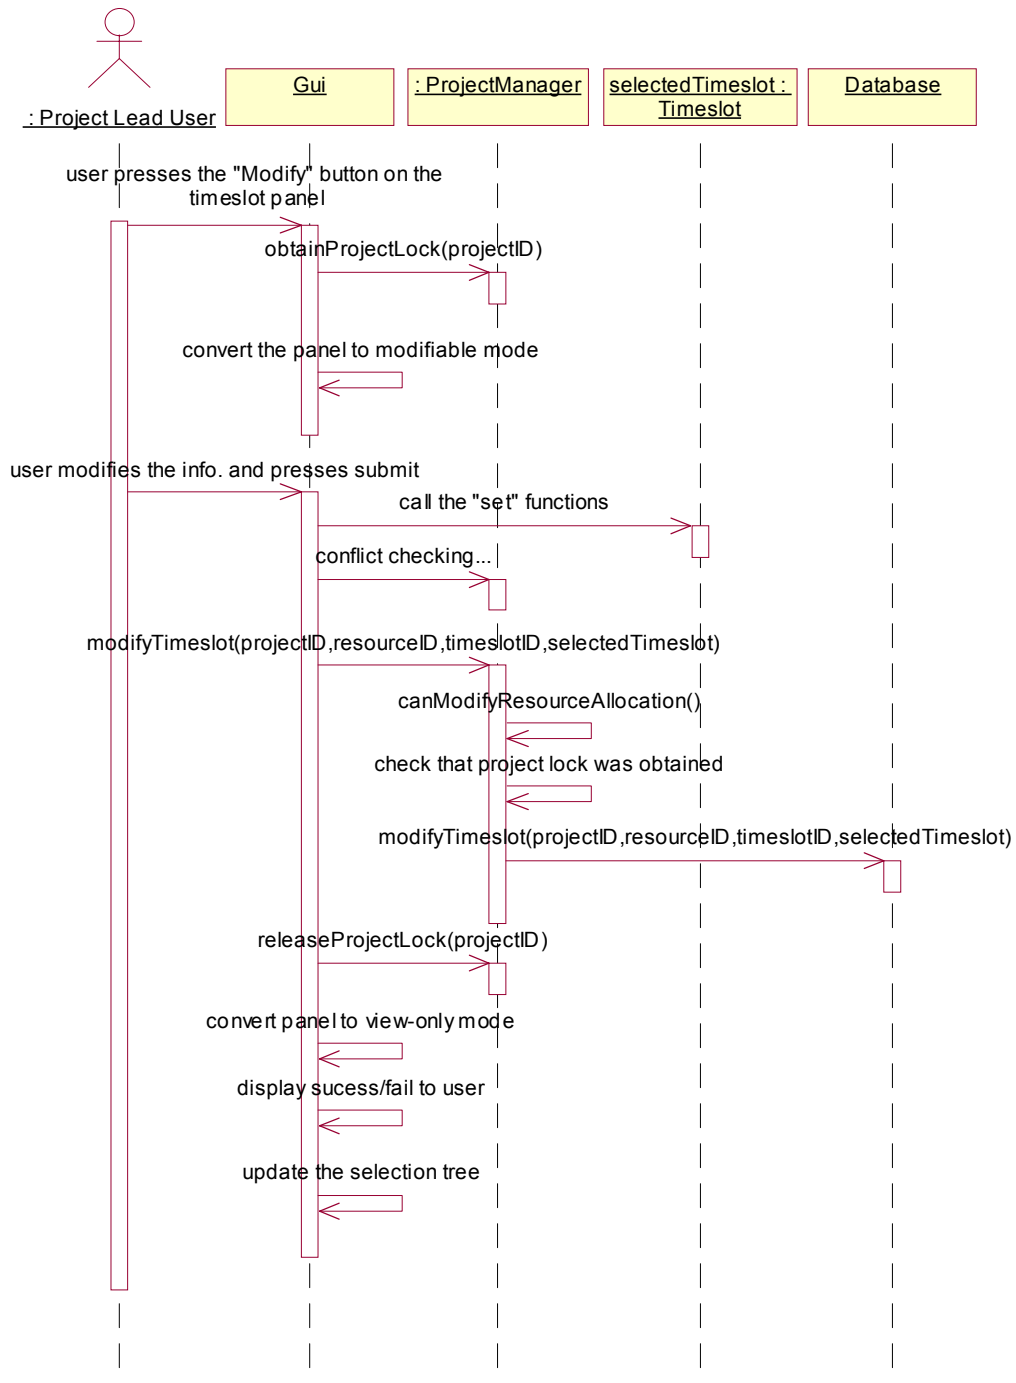 : Project Lead User
Gui
: ProjectManager
selectedTimeslot :
Timeslot
Database
user presses the "Modify" button on the
timeslot panel
obtainProjectLock(projectID)
convert the panel to modifiable mode
user modifies the info. and presses submit
call the "set" functions
conflict checking...
modifyTimeslot(projectID,resourceID,timeslotID,selectedTimeslot)
canModifyResourceAllocation()
check that project lock was obtained
modifyTimeslot(projectID,resourceID,timeslotID,selectedTimeslot)
releaseProjectLock(projectID)
convert panel to view-only mode
display sucess/fail to user
update the selection tree